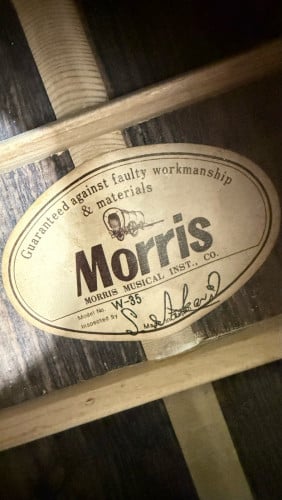 Guaranteed against faulty workmanship
& materials
Morris
MORRIS MUSICAL INST., CO.
Model No. W-35
Inspected by